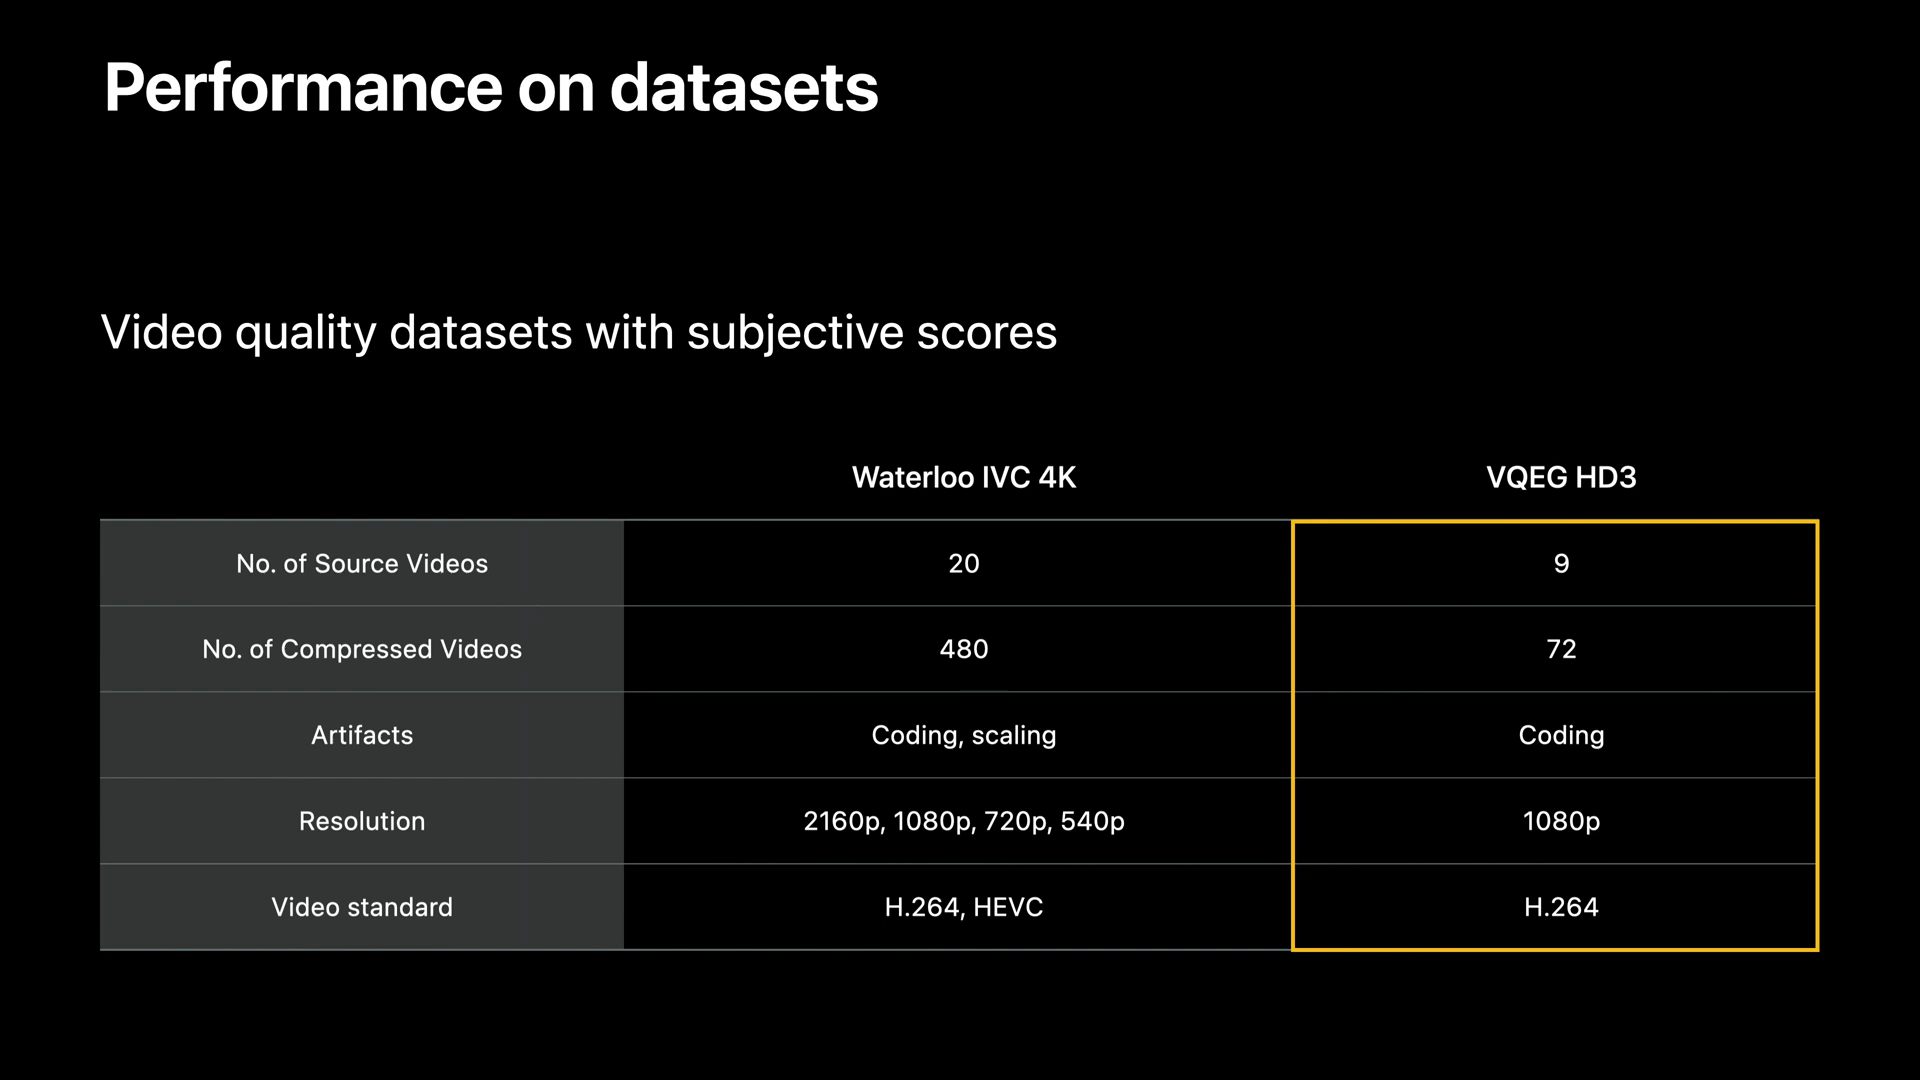 Performance on datasets
Video quality datasets with subjective scores
Waterloo IVC 4K VQEG HD3
No. of Source Videos 20 9
No. of Compressed Videos 480 72
Artifacts Coding, scaling Coding
Resolution 2160p, 1080p, 720p, 540p 1080p
Video standard H.264, HEVC H.264